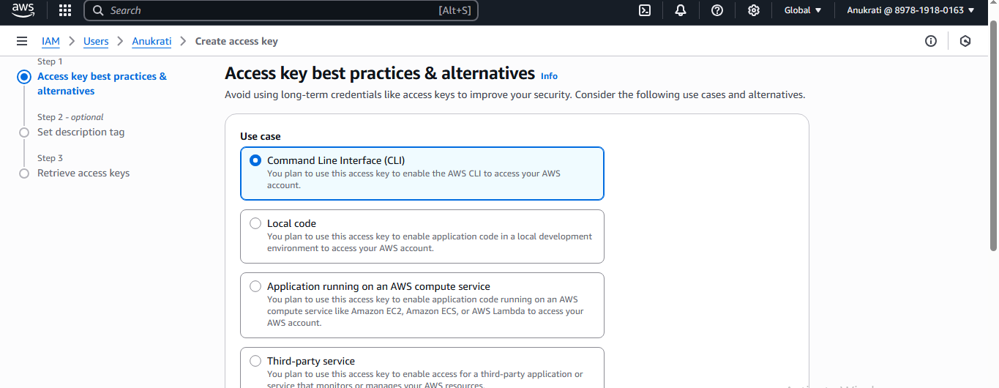 aws
Search [Alt+S] Global Anukrati @ 8978-1918-0163
IAM Users Anukrati Create access key
Step 1
Access key best practices &
alternatives
Step 2 - optional
Set description tag
Step 3
Retrieve access keys
Access key best practices & alternatives Info
Avoid using long-term credentials like access keys to improve your security. Consider the following use cases and alternatives.
Use case
Command Line Interface (CLI)
You plan to use this access key to enable the AWS CLI to access your AWS
account.
Local code
You plan to use this access key to enable application code in a local development
environment to access your AWS account.
Application running on an AWS compute service
You plan to use this access key to enable application code running on an AWS
compute service like Amazon EC2, Amazon ECS, or AWS Lambda to access your
AWS account.
Third-party service
You plan to use this access key to enable access for a third-party application or
service that monitors or manages your AWS resources.